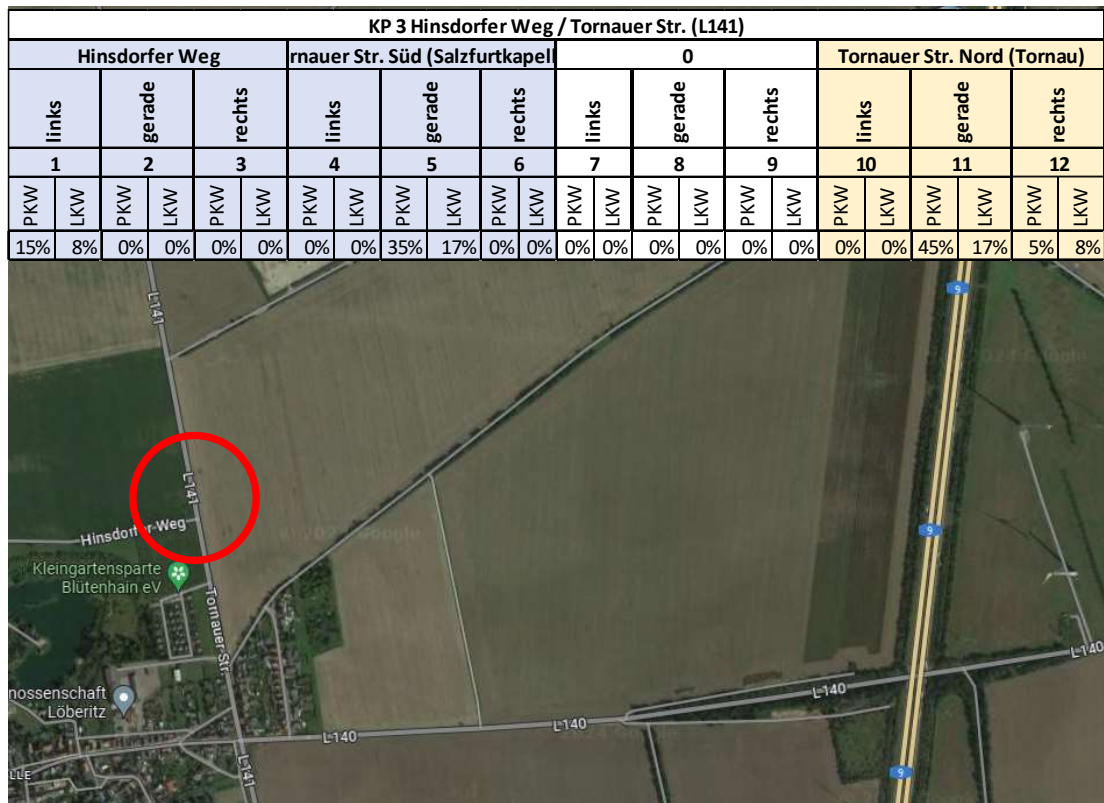 KP 3 Hinsdorfer Weg / Tornauer Str. (L141)
Hinsdorfer Weg rnauer Str. Süd (Salzfurtkapell 0 Tornauer Str. Nord (Tornau)
links gerade rechts links gerade rechts links gerade rechts links gerade rechts
1 2 3 4 5 6 7 8 9 10 11 12
PKW LKW PKW LKW PKW LKW PKW LKW PKW LKW PKW LKW PKW LKW PKW LKW PKW LKW PKW LKW PKW LKW PKW LKW
15% 8% 0% 0% 0% 0% 0% 0% 35% 17% 0% 0% 0% 0% 0% 0% 0% 0% 0% 0% 45% 17% 5% 8%
L141
9
L141
Hinsdorfer Weg
9
Kleingartensparte
Blütenhain eV
Tornauer Str.
L140
nossenschaft
Löberitz
L140
L140
L140
L141
9
LLE